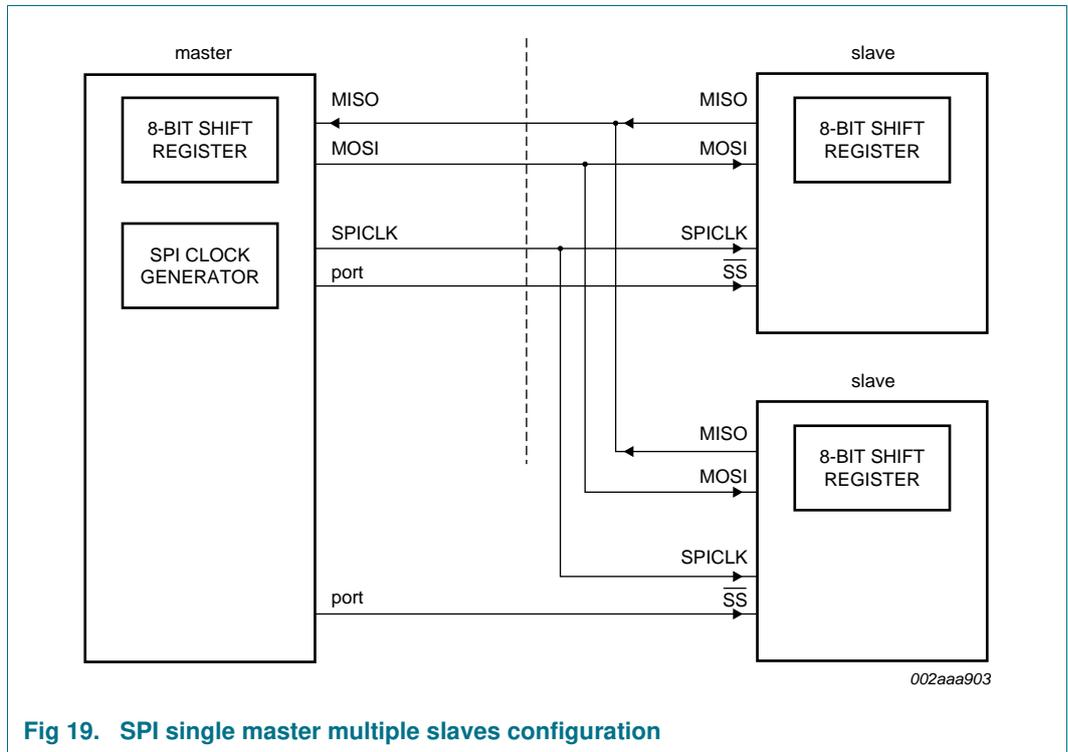 master
slave
8-BIT SHIFT
REGISTER
MISO
MISO
8-BIT SHIFT
REGISTER
MOSI
MOSI
SPI CLOCK
GENERATOR
SPICLK
SPICLK
port
S̅S̅
slave
MISO
8-BIT SHIFT
REGISTER
MOSI
SPICLK
port
S̅S̅
002aaa903
Fig 19. SPI single master multiple slaves configuration